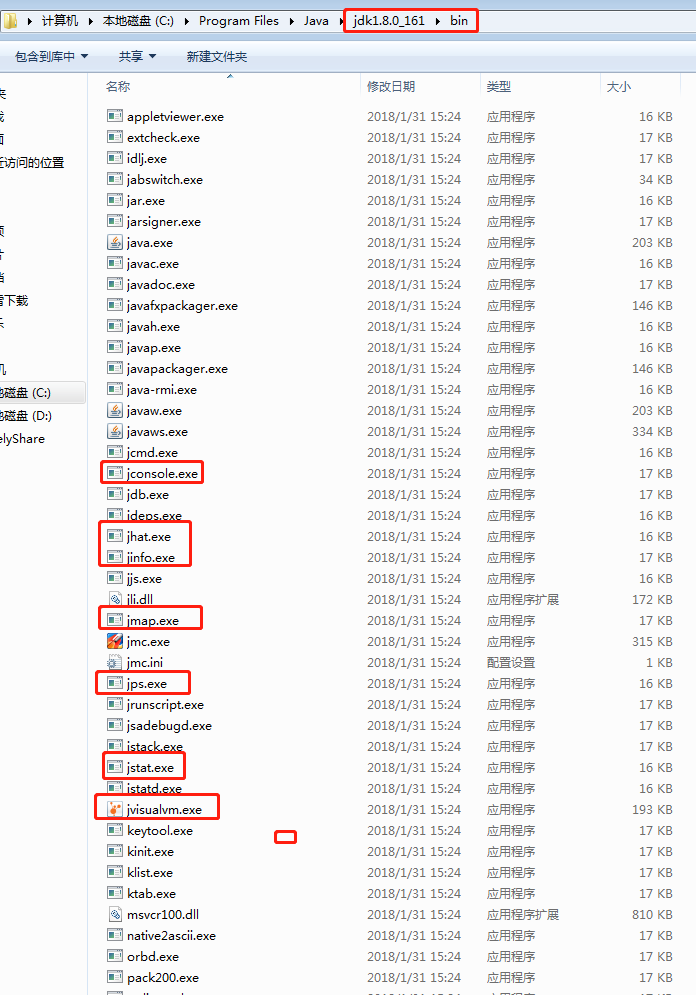 计算机 本地磁盘 (C:) Program Files Java jdk1.8.0_161 bin
包含到库中 共享 新建文件夹
名称 修改日期 类型 大小
appletviewer.exe 2018/1/31 15:24 应用程序 16 KB
extcheck.exe 2018/1/31 15:24 应用程序 17 KB
idlj.exe 2018/1/31 15:24 应用程序 16 KB
近访问的位置
jabswitch.exe 2018/1/31 15:24 应用程序 34 KB
jar.exe 2018/1/31 15:24 应用程序 16 KB
jarsigner.exe 2018/1/31 15:24 应用程序 17 KB
java.exe 2018/1/31 15:24 应用程序 203 KB
javac.exe 2018/1/31 15:24 应用程序 16 KB
javadoc.exe 2018/1/31 15:24 应用程序 17 KB
雷下载
javafxpackager.exe 2018/1/31 15:24 应用程序 146 KB
javah.exe 2018/1/31 15:24 应用程序 16 KB
javap.exe 2018/1/31 15:24 应用程序 16 KB
javapackager.exe 2018/1/31 15:24 应用程序 146 KB
地磁盘 (C:)
java-rmi.exe 2018/1/31 15:24 应用程序 16 KB
地磁盘 (D:)
javaw.exe 2018/1/31 15:24 应用程序 203 KB
elyShare
javaws.exe 2018/1/31 15:24 应用程序 334 KB
jcmd.exe 2018/1/31 15:24 应用程序 16 KB
jconsole.exe 2018/1/31 15:24 应用程序 17 KB
jdb.exe 2018/1/31 15:24 应用程序 17 KB
jdeps.exe 2018/1/31 15:24 应用程序 16 KB
jhat.exe 2018/1/31 15:24 应用程序 16 KB
jinfo.exe 2018/1/31 15:24 应用程序 17 KB
jjs.exe 2018/1/31 15:24 应用程序 16 KB
jli.dll 2018/1/31 15:24 应用程序扩展 172 KB
jmap.exe 2018/1/31 15:24 应用程序 17 KB
jmc.exe 2018/1/31 15:24 应用程序 315 KB
jmc.ini 2018/1/31 15:24 配置设置 1 KB
jps.exe 2018/1/31 15:24 应用程序 16 KB
jrunscript.exe 2018/1/31 15:24 应用程序 17 KB
jsadebugd.exe 2018/1/31 15:24 应用程序 17 KB
jstack.exe 2018/1/31 15:24 应用程序 17 KB
jstat.exe 2018/1/31 15:24 应用程序 16 KB
jstatd.exe 2018/1/31 15:24 应用程序 17 KB
jvisualvm.exe 2018/1/31 15:24 应用程序 193 KB
keytool.exe 2018/1/31 15:24 应用程序 17 KB
kinit.exe 2018/1/31 15:24 应用程序 17 KB
klist.exe 2018/1/31 15:24 应用程序 17 KB
ktab.exe 2018/1/31 15:24 应用程序 17 KB
msvcr100.dll 2018/1/31 15:24 应用程序扩展 810 KB
native2ascii.exe 2018/1/31 15:24 应用程序 17 KB
orbd.exe 2018/1/31 15:24 应用程序 17 KB
pack200.exe 2018/1/31 15:24 应用程序 17 KB